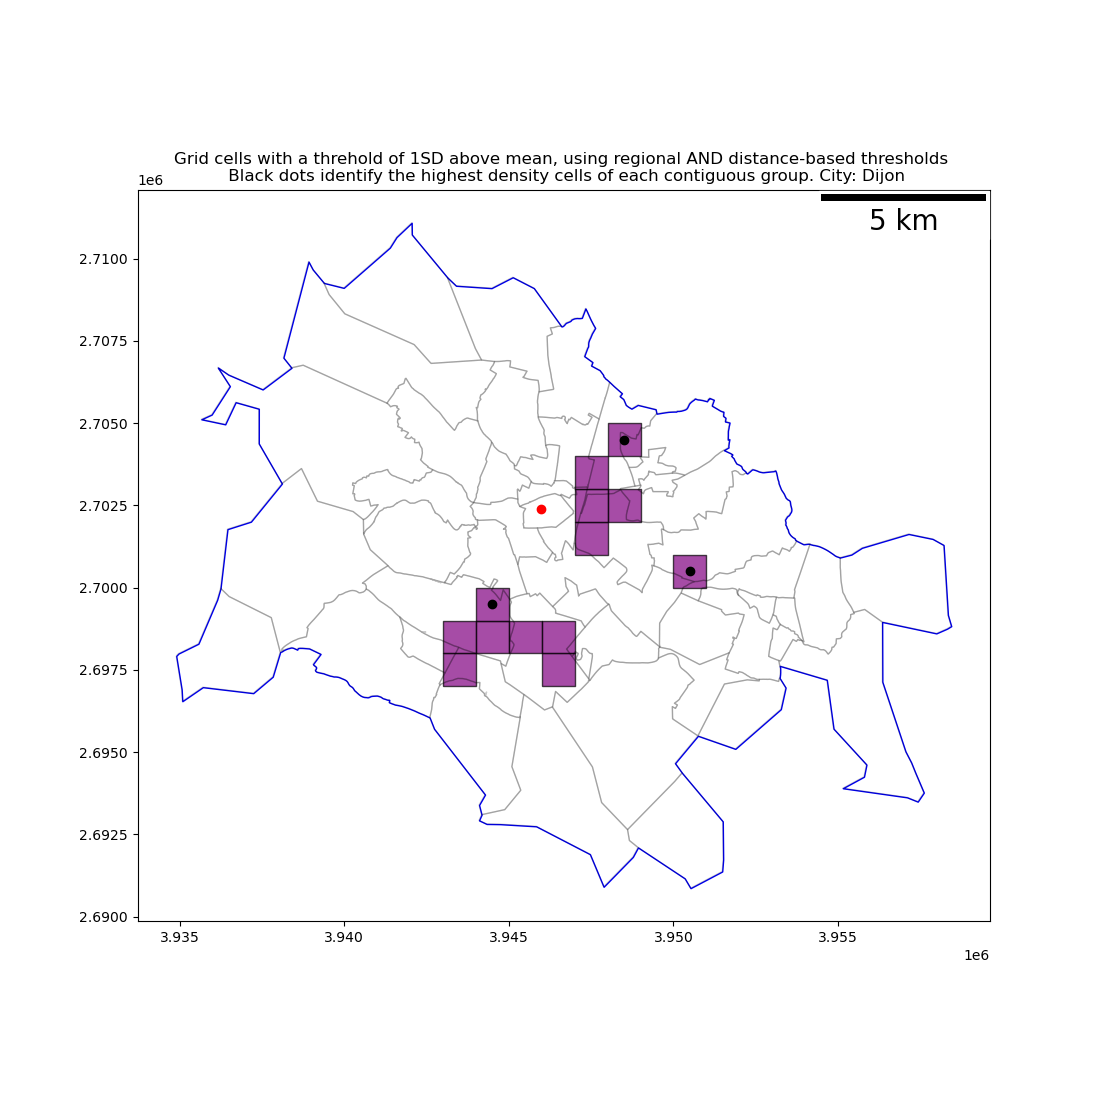 Grid cells with a threhold of 1SD above mean, using regional AND distance-based thresholds
Black dots identify the highest density cells of each contiguous group. City: Dijon
1e6
5 km
2.7100
2.7075
2.7050
2.7025
2.7000
2.6975
2.6950
2.6925
2.6900
3.935 3.940 3.945 3.950 3.955
1e6